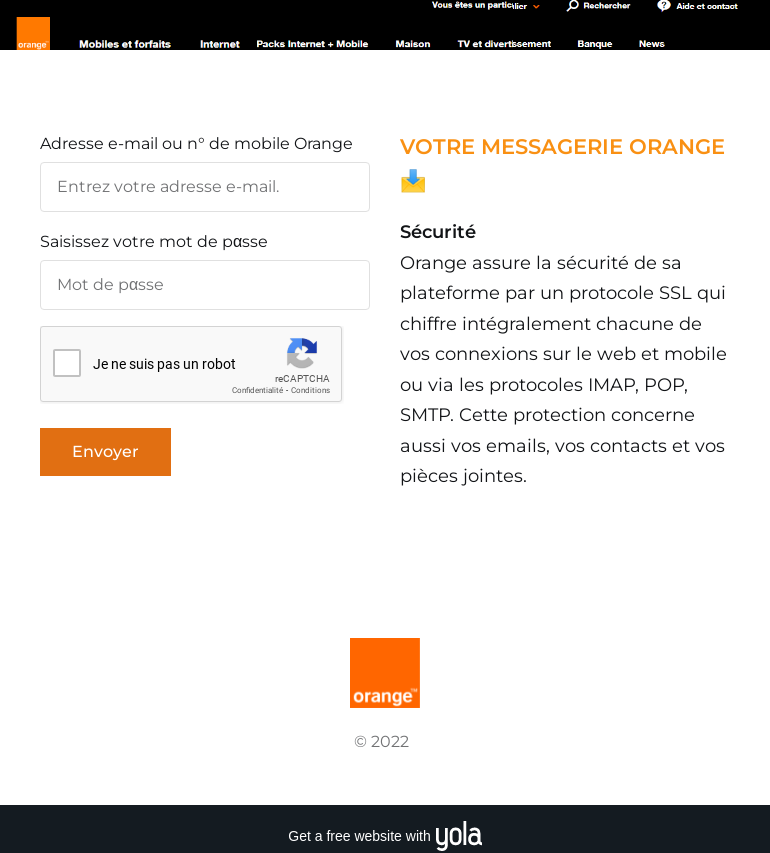 Vous êtes un particulier
Rechercher
Aide et contact
orange
Mobiles et forfaits
Internet
Packs Internet + Mobile
Maison
TV et divertissement
Banque
News
Adresse e-mail ou n° de mobile Orange
Entrez votre adresse e-mail.
Saisissez votre mot de pαsse
Mot de pαsse
Je ne suis pas un robot
reCAPTCHA
Confidentialité - Conditions
Envoyer
VOTRE MESSAGERIE ORANGE
Sécurité
Orange assure la sécurité de sa
plateforme par un protocole SSL qui
chiffre intégralement chacune de
vos connexions sur le web et mobile
ou via les protocoles IMAP, POP,
SMTP. Cette protection concerne
aussi vos emails, vos contacts et vos
pièces jointes.
orange™
© 2022
Get a free website with yola